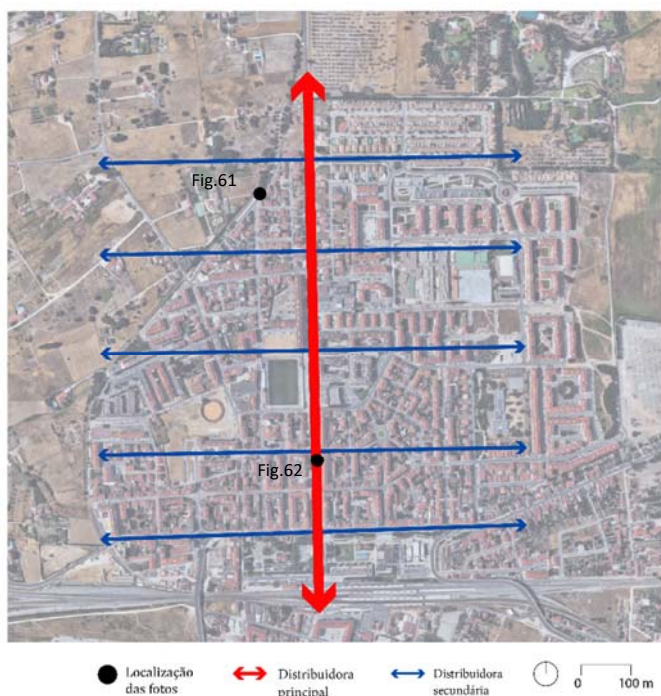 Fig.61
Fig.62
Localização
das fotos
Distribuidora
principal
Distribuidora
secundária
0 100 m